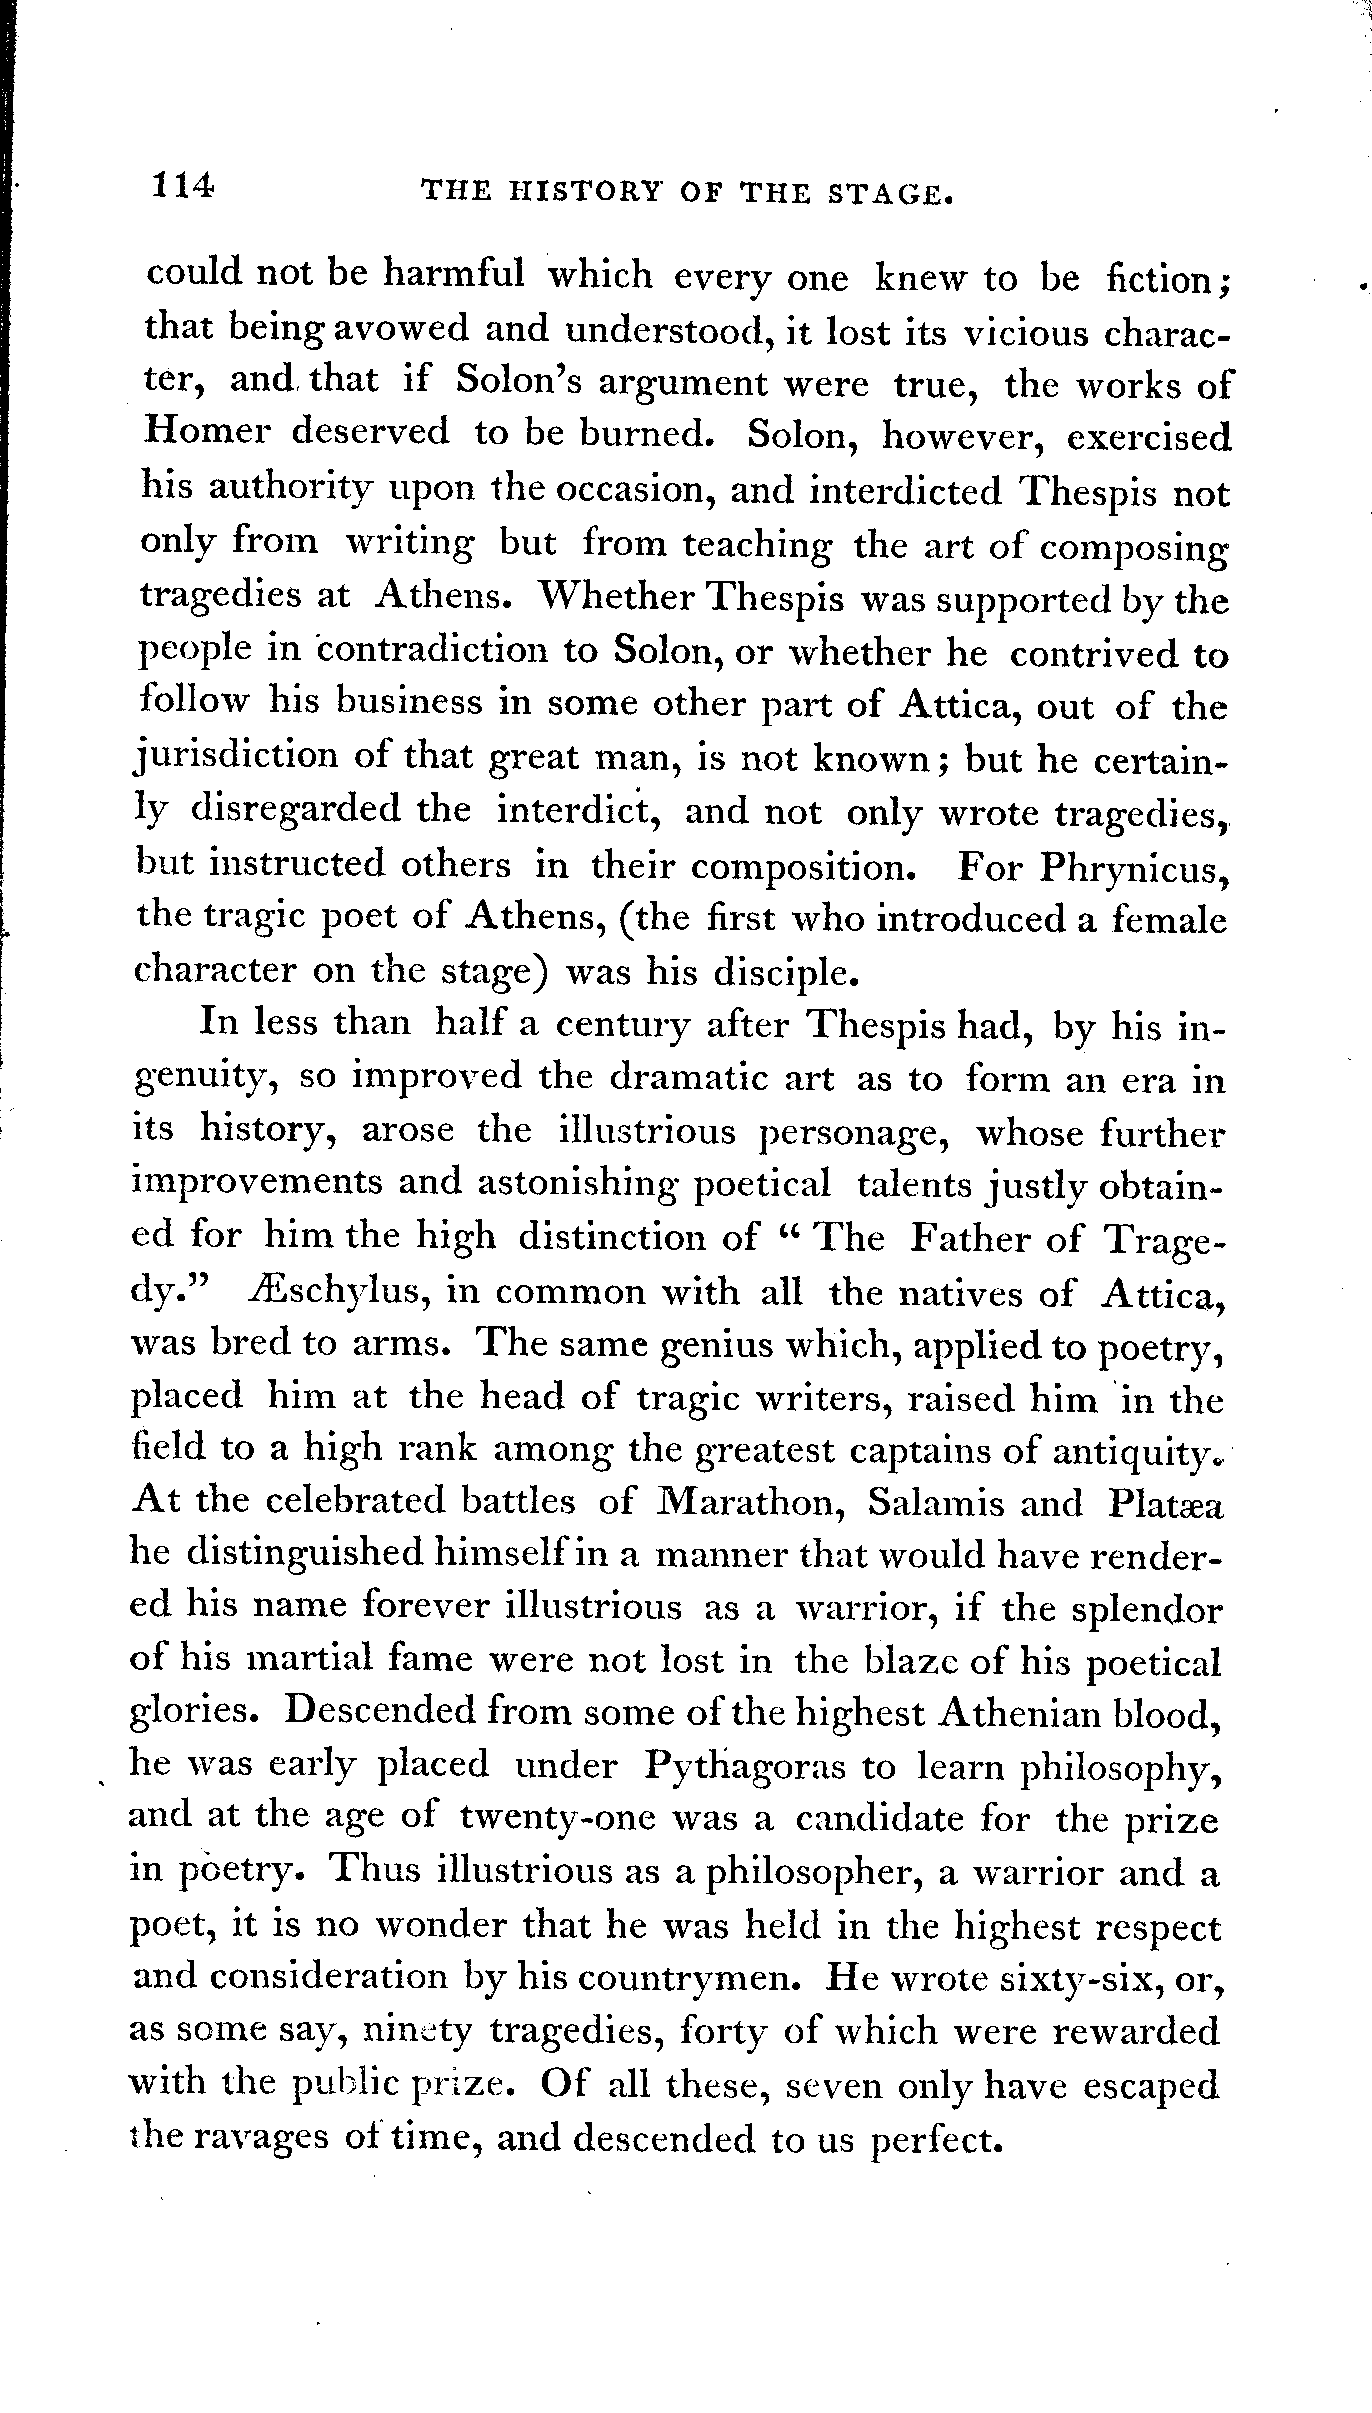 114 THE HISTORY OF THE STAGE.
could not be harmful which every one knew to be fiction;
that being avowed and understood, it lost its vicious charac-
ter, and that if Solon's argument were true, the works of
Homer deserved to be burned. Solon, however, exercised
his authority upon the occasion, and interdicted Thespis not
only from writing but from teaching the art of composing
tragedies at Athens. Whether Thespis was supported by the
people in contradiction to Solon, or whether he contrived to
follow his business in some other part of Attica, out of the
jurisdiction of that great man, is not known; but he certain-
ly disregarded the interdict, and not only wrote tragedies,
but instructed others in their composition. For Phrynicus,
the tragic poet of Athens, (the first who introduced a female
character on the stage) was his disciple.
In less than half a century after Thespis had, by his in-
genuity, so improved the dramatic art as to form an era in
its history, arose the illustrious personage, whose further
improvements and astonishing poetical talents justly obtain-
ed for him the high distinction of “ The Father of Trage-
dy.” Æschylus, in common with all the natives of Attica,
was bred to arms. The same genius which, applied to poetry,
placed him at the head of tragic writers, raised him in the
field to a high rank among the greatest captains of antiquity.
At the celebrated battles of Marathon, Salamis and Platæa
he distinguished himself in a manner that would have render-
ed his name forever illustrious as a warrior, if the splendor
of his martial fame were not lost in the blaze of his poetical
glories. Descended from some of the highest Athenian blood,
he was early placed under Pythagoras to learn philosophy,
and at the age of twenty-one was a candidate for the prize
in poetry. Thus illustrious as a philosopher, a warrior and a
poet, it is no wonder that he was held in the highest respect
and consideration by his countrymen. He wrote sixty-six, or,
as some say, ninety tragedies, forty of which were rewarded
with the public prize. Of all these, seven only have escaped
the ravages of time, and descended to us perfect.